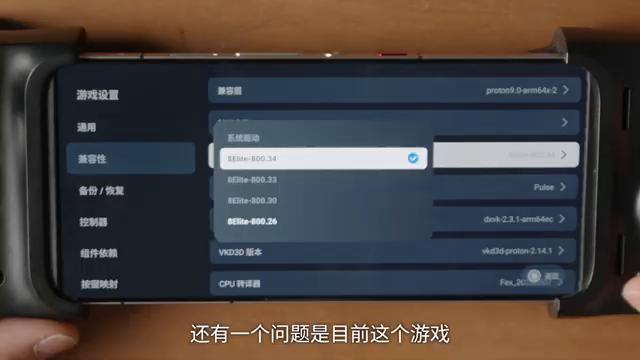 游戏设置
兼容层
proton9.0-arm64x-2
通用
系统驱动
兼容性
8Elite-800.34
8Elite-800.33
8Elite-800.30
8Elite-800.26
备份 / 恢复
Pulse
控制器
dxvk-2.3.1-arm64ec
组件依赖
VKD3D 版本
vkd3d-proton-2.14.1
按键映射
CPU 转译器
还有一个问题是目前这个游戏